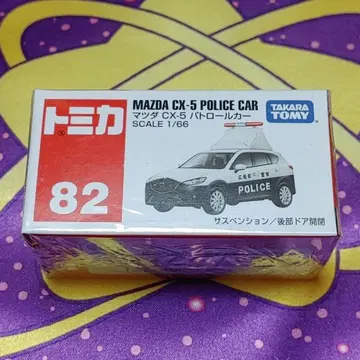 トミカ
82
MAZDA CX-5 POLICE CAR
マツダ CX-5 パトロールカー
SCALE 1/66
TAKARA
TOMY
POLICE
サスペンション／後部ドア開閉